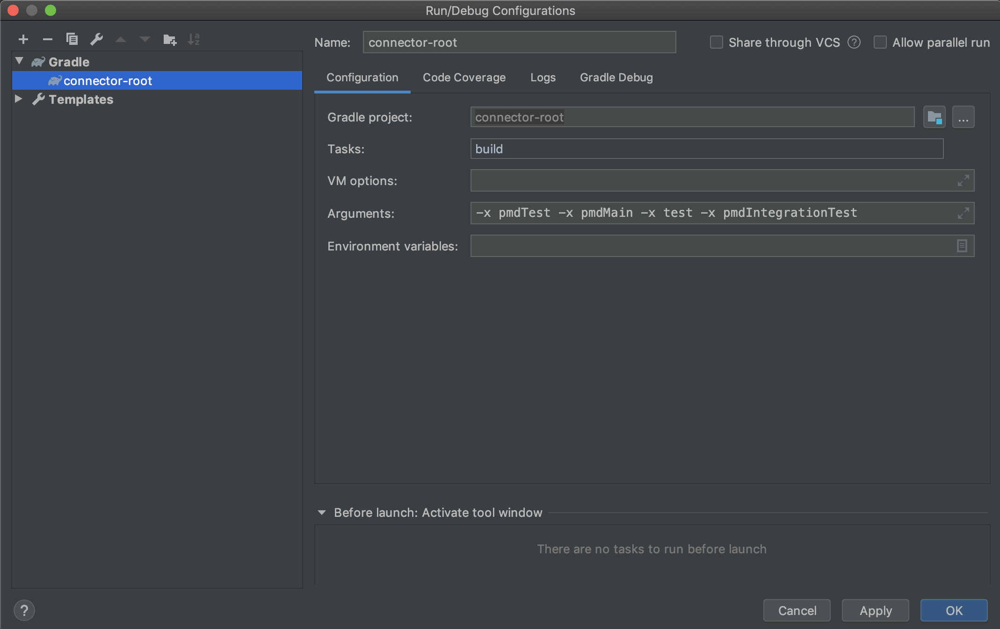 Run/Debug Configurations
Name: connector-root
Share through VCS ?
Allow parallel run
Gradle
connector-root
Templates
Configuration Code Coverage Logs Gradle Debug
Gradle project: connector-root ...
Tasks: build
VM options:
Arguments: -x pmdTest -x pmdMain -x test -x pmdIntegrationTest
Environment variables:
Before launch: Activate tool window
There are no tasks to run before launch
? Cancel Apply OK